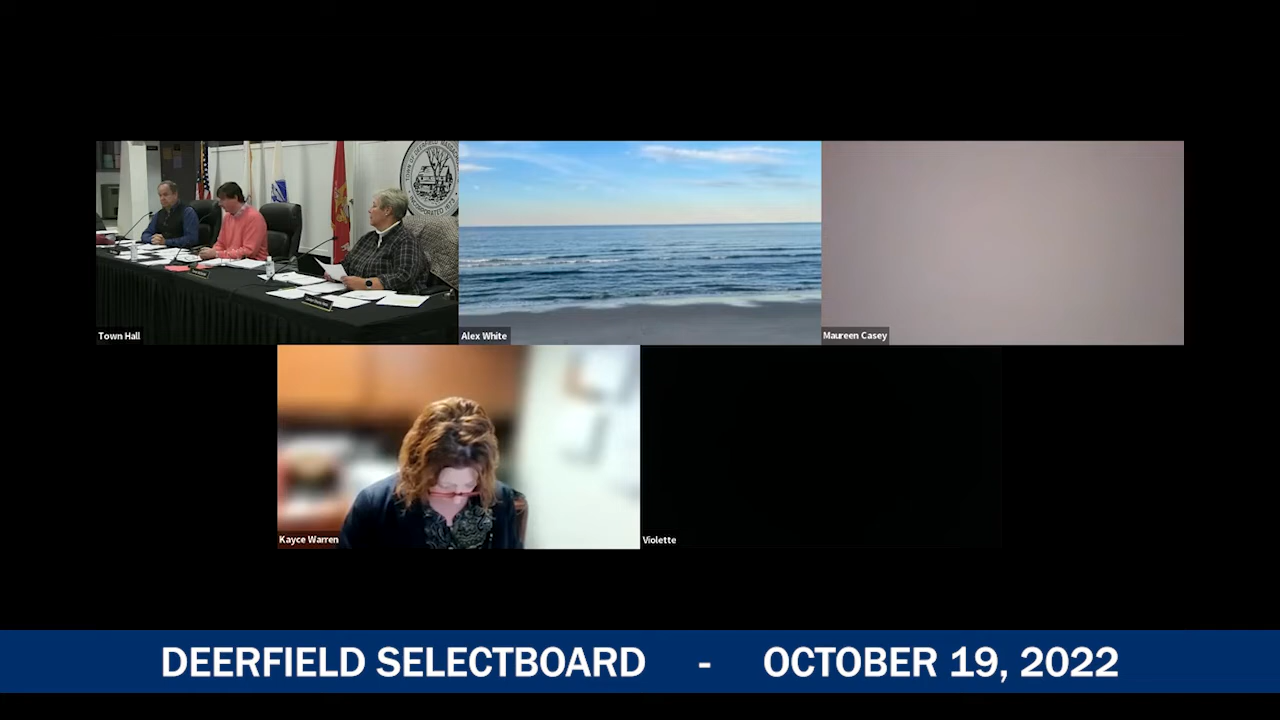 Town Hall
Alex White
Maureen Casey
Kayce Warren
Violette
DEERFIELD SELECTBOARD - OCTOBER 19, 2022